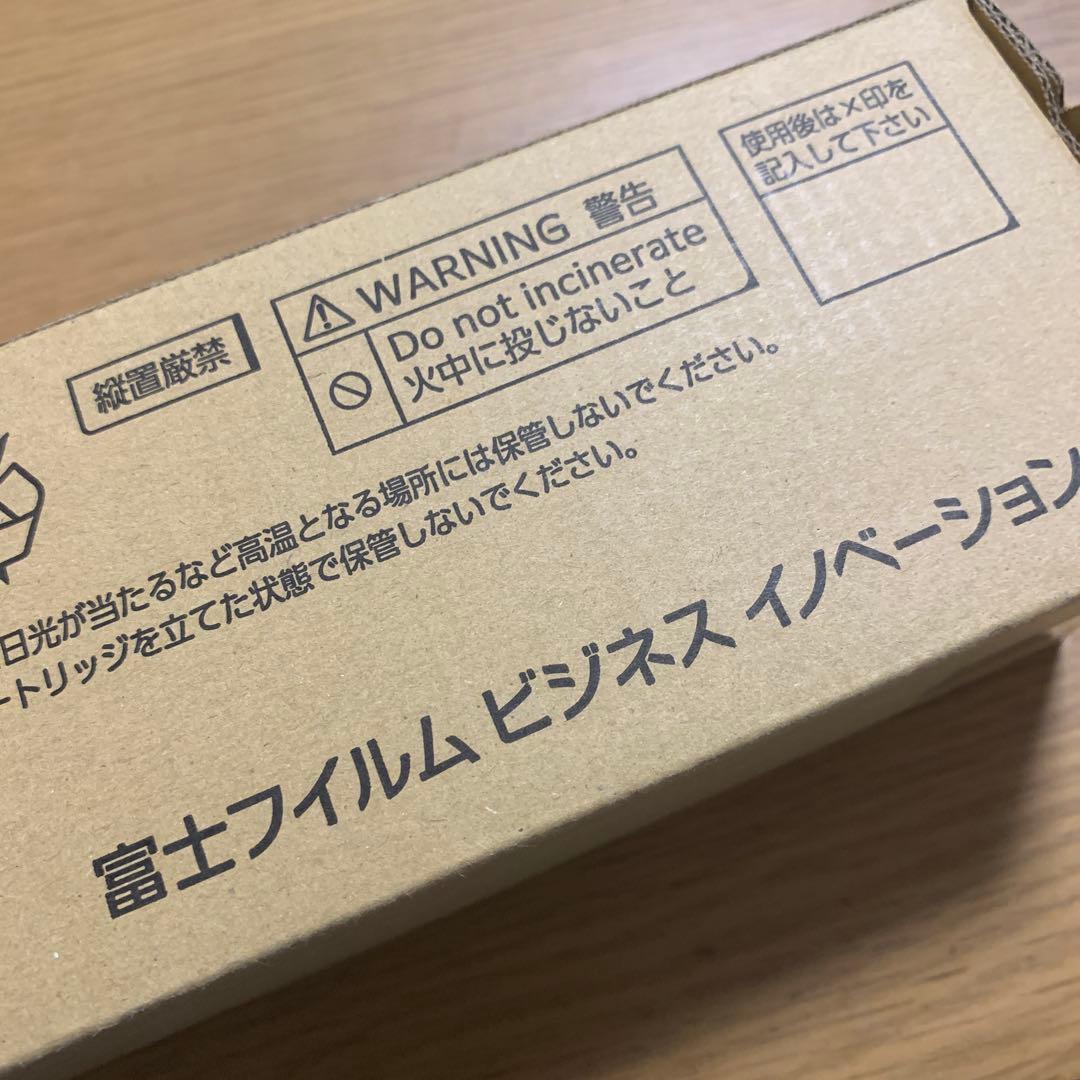 使用後は×印を
記入して下さい
WARNING 警告
Do not incinerate
火中に投じないこと
縦置厳禁
日光が当たるなど高温となる場所には保管しないでください。
ートリッジを立てた状態で保管しないでください。
富士フイルム ビジネス イノベーション